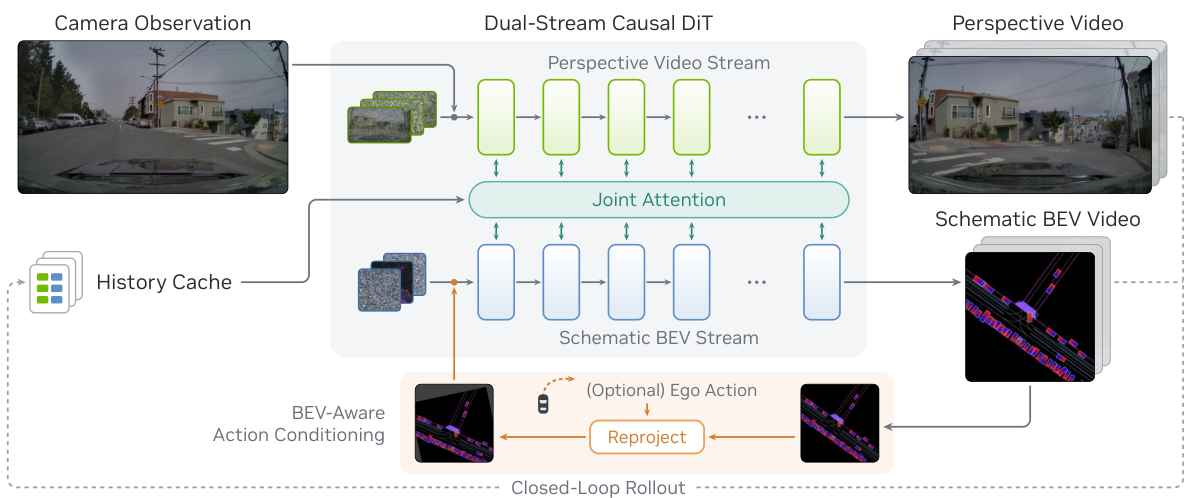 Camera Observation
Dual-Stream Causal DiT
Perspective Video
Perspective Video Stream
Joint Attention
Schematic BEV Video
History Cache
Schematic BEV Stream
(Optional) Ego Action
BEV-Aware
Action Conditioning
Reproject
Closed-Loop Rollout